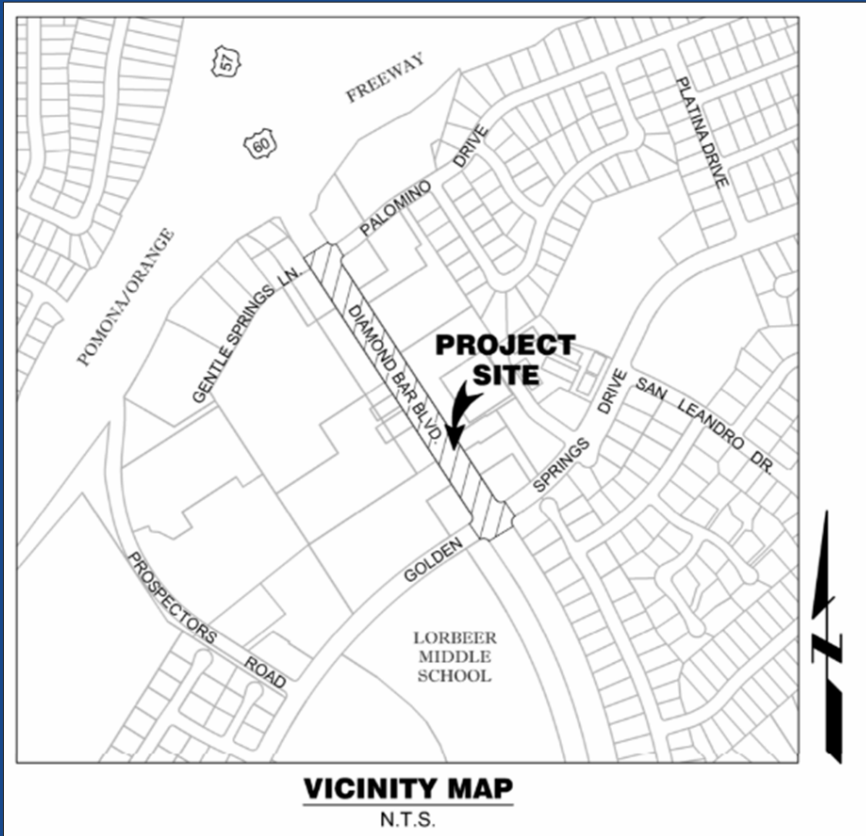 57
FREEWAY
60
PALOMINO DRIVE
PLATINA DRIVE
POMONA/ORANGE
GENTLE SPRINGS LN.
DIAMOND BAR BLVD.
PROJECT
SITE
SAN LEANDRO DR.
GOLDEN SPRINGS DRIVE
PROSPECTORS ROAD
LORBEER
MIDDLE
SCHOOL
N
VICINITY MAP
N.T.S.